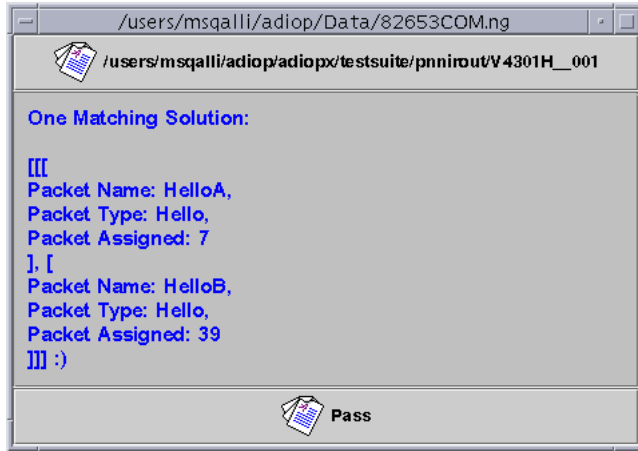 /users/msqalli/adiop/Data/82653COM.ng
/users/msqalli/adiop/adiopx/testsuite/pnnirout/V4301H__001
One Matching Solution:
[[[
Packet Name: HelloA,
Packet Type: Hello,
Packet Assigned: 7
], [
Packet Name: HelloB,
Packet Type: Hello,
Packet Assigned: 39
]]] :)
Pass